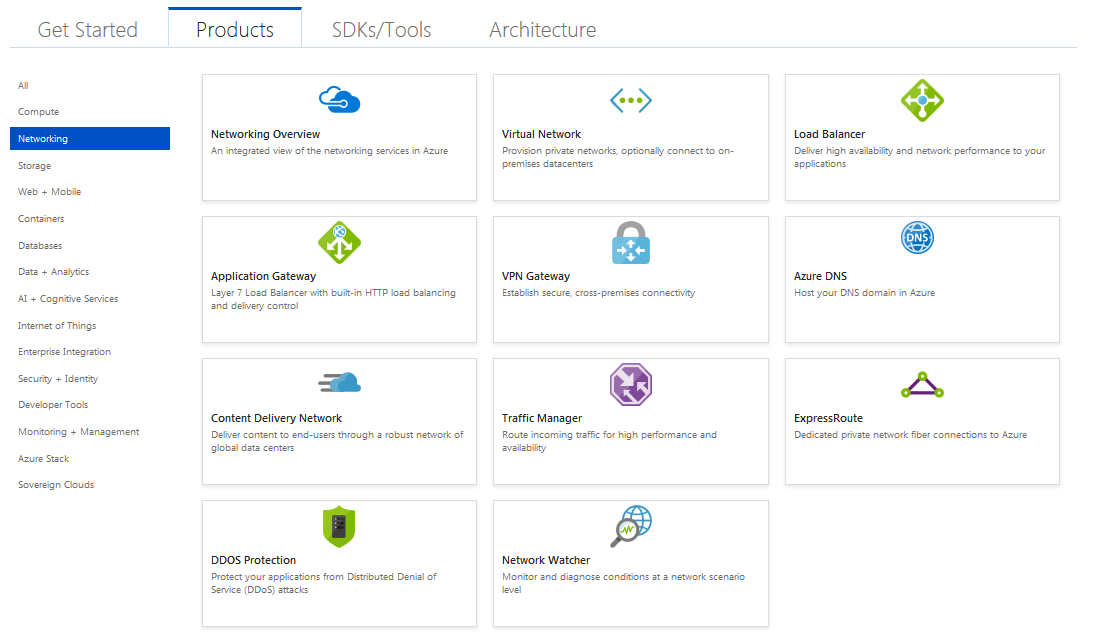 Get Started
Products
SDKs/Tools
Architecture
All
Compute
Networking
Storage
Web + Mobile
Containers
Databases
Data + Analytics
AI + Cognitive Services
Internet of Things
Enterprise Integration
Security + Identity
Developer Tools
Monitoring + Management
Azure Stack
Sovereign Clouds
Networking Overview
An integrated view of the networking services in Azure
Virtual Network
Provision private networks, optionally connect to on-
premises datacenters
Load Balancer
Deliver high availability and network performance to your
applications
Application Gateway
Layer 7 Load Balancer with built-in HTTP load balancing
and delivery control
VPN Gateway
Establish secure, cross-premises connectivity
DNS
Azure DNS
Host your DNS domain in Azure
Content Delivery Network
Deliver content to end-users through a robust network of
global data centers
Traffic Manager
Route incoming traffic for high performance and
availability
ExpressRoute
Dedicated private network fiber connections to Azure
DDOS Protection
Protect your applications from Distributed Denial of
Service (DDoS) attacks
Network Watcher
Monitor and diagnose conditions at a network scenario
level